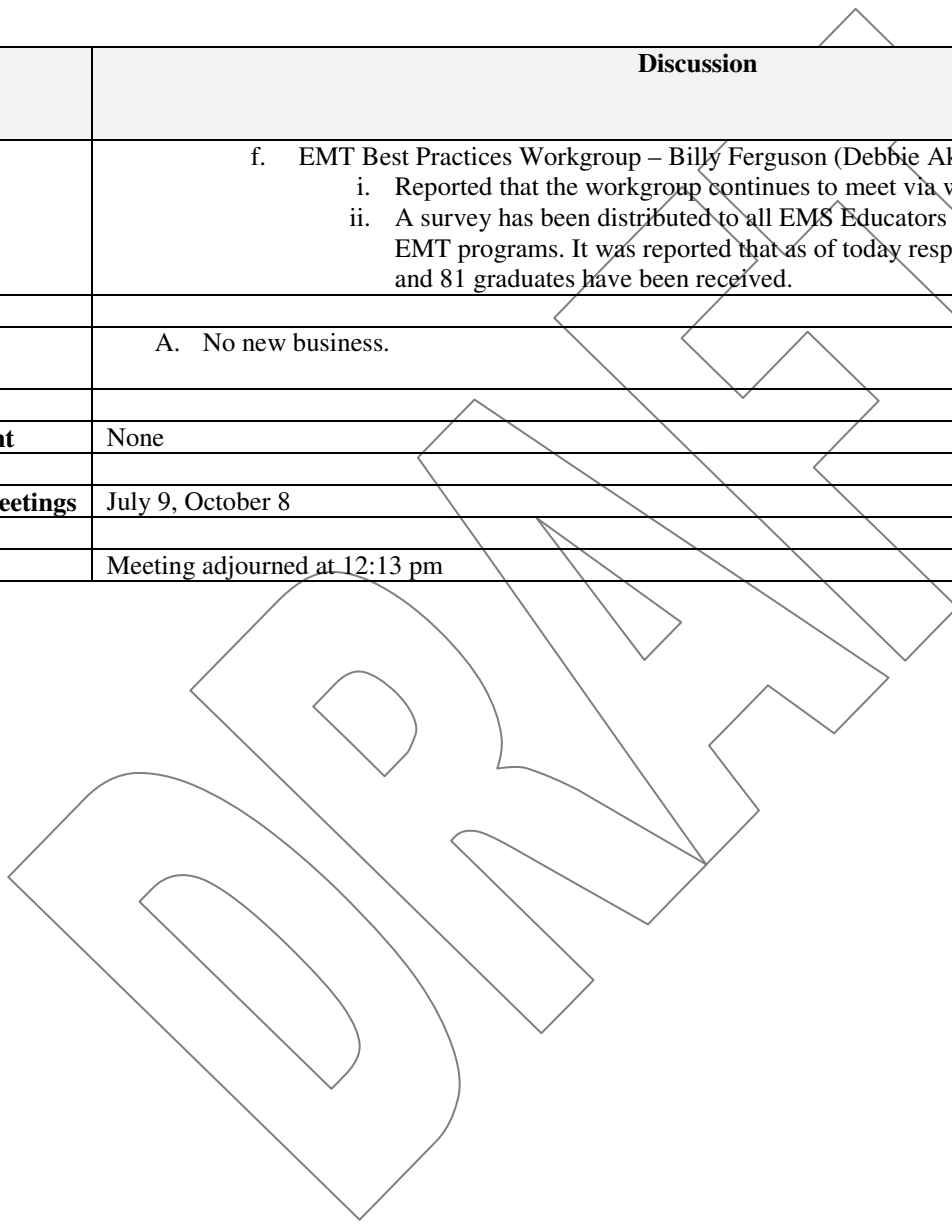 Discussion
f. EMT Best Practices Workgroup – Billy Ferguson (Debbie
i. Reported that the workgroup continues to meet via
ii. A survey has been distributed to all EMS Educators
EMT programs. It was reported that as of today
and 81 graduates have been received.
A. No new business.
None
July 9, October 8
Meeting adjourned at 12:13 pm
DRAFT